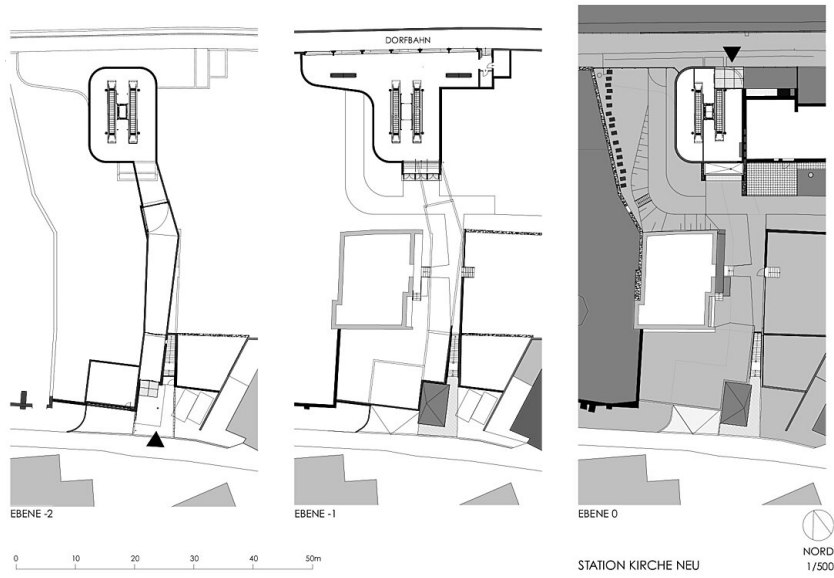 DORFBAHN
EBENE -2
EBENE -1
EBENE 0
0 10 20 30 40 50m
STATION KIRCHE NEU
NORD
1/500